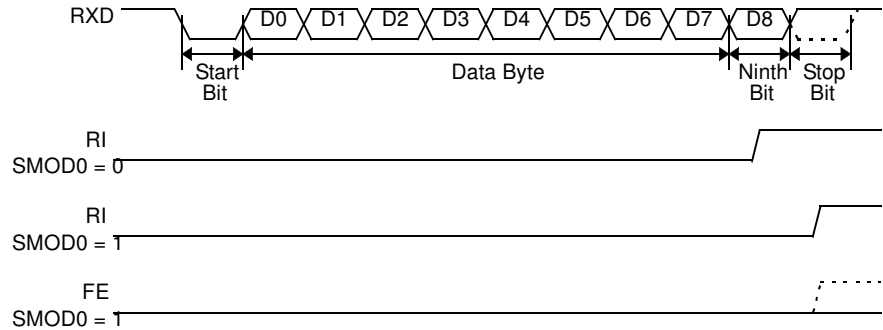 RXD D0 D1 D2 D3 D4 D5 D6 D7 D8
Start Bit
Data Byte
Ninth Bit
Stop Bit
RI
SMOD0 = 0
RI
SMOD0 = 1
FE
SMOD0 = 1